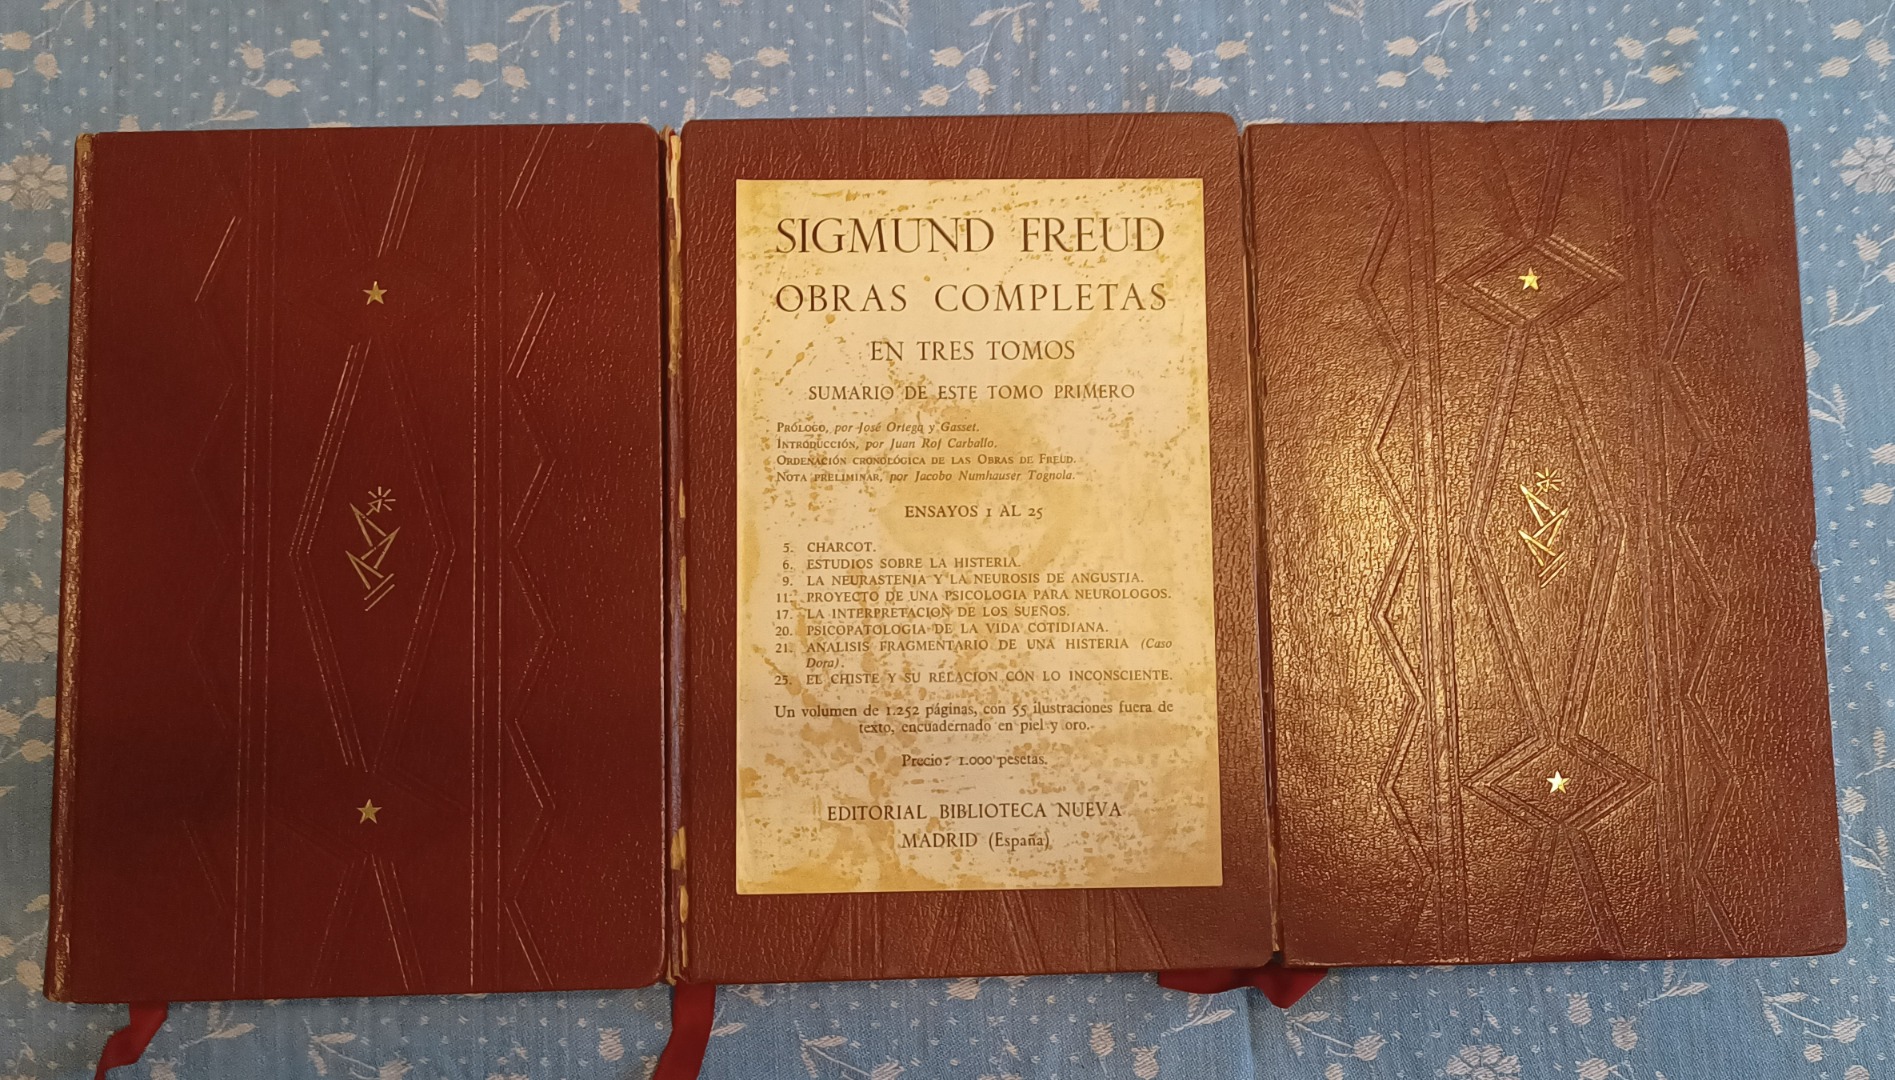 SIGMUND FREUD
OBRAS COMPLETAS
EN TRES TOMOS
SUMARIO DE ESTE TOMO PRIMERO
PRÓLOGO, por José Ortega y Gasset.
INTRODUCCIÓN, por Juan Rof Carballo.
ORDENACIÓN CRONOLÓGICA DE LAS OBRAS DE FREUD.
NOTA PRELIMINAR, por Jacobo Numhauser Tognola.
ENSAYOS 1 AL 25
5. CHARCOT.
6. ESTUDIOS SOBRE LA HISTERIA.
9. LA NEURASTENIA Y LA NEUROSIS DE ANGUSTIA.
11. PROYECTO DE UNA PSICOLOGIA PARA NEUROLOGOS.
17. LA INTERPRETACION DE LOS SUEÑOS.
20. PSICOPATOLOGIA DE LA VIDA COTIDIANA.
21. ANALISIS FRAGMENTARIO DE UNA HISTERIA (Caso
Dora).
25. EL CHISTE Y SU RELACION CON LO INCONSCIENTE.
Un volumen de 1.252 páginas, con 55 ilustraciones fuera de
texto, encuadernado en piel y oro.
Precio: 1.000 pesetas.
EDITORIAL BIBLIOTECA NUEVA
MADRID (España)